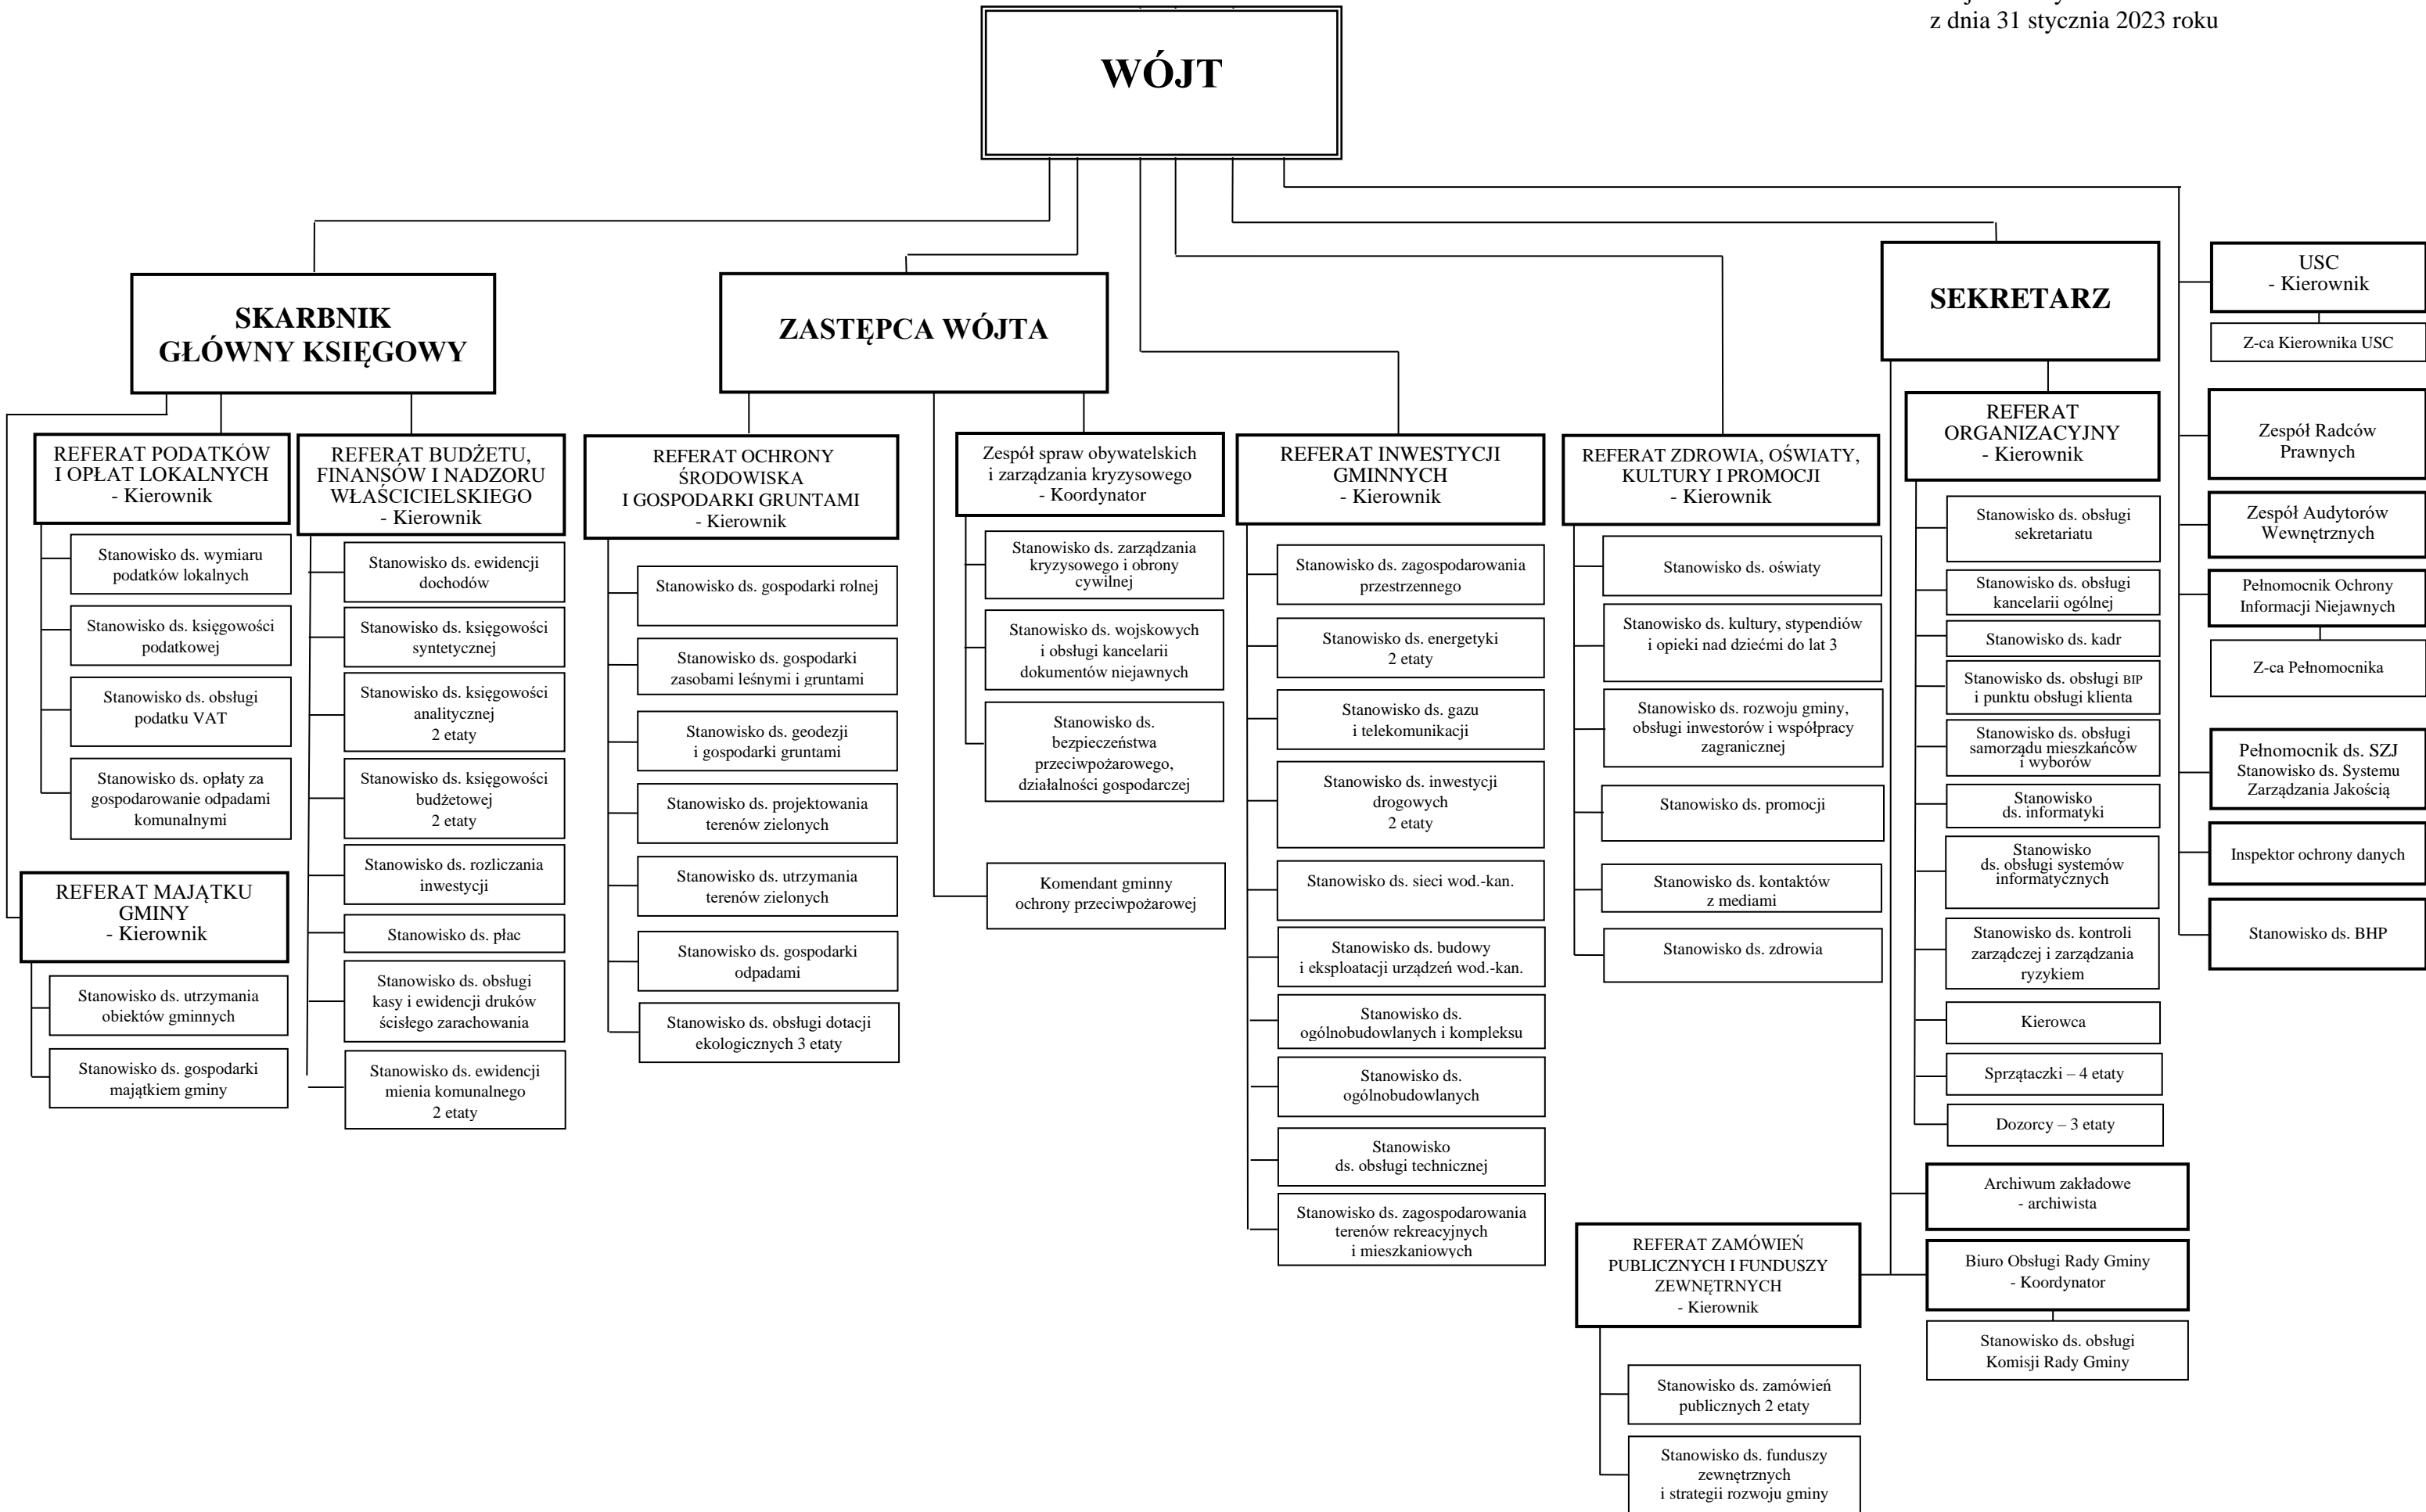 z dnia 31 stycznia 2023 roku
WÓJT
SKARBNIK
GŁÓWNY KSIĘGOWY
ZASTĘPCA WÓJTA
SEKRETARZ
USC
- Kierownik
Z-ca Kierownika USC
Zespół Radców
Prawnych
Zespół Audytorów
Wewnętrznych
Pełnomocnik Ochrony
Informacji Niejawnych
Z-ca Pełnomocnika
Pełnomocnik ds. SZJ
Stanowisko ds. Systemu
Zarządzania Jakością
Inspektor ochrony danych
Stanowisko ds. BHP
REFERAT PODATKÓW
I OPŁAT LOKALNYCH
- Kierownik
Stanowisko ds. wymiaru
podatków lokalnych
Stanowisko ds. księgowości
podatkowej
Stanowisko ds. obsługi
podatku VAT
Stanowisko ds. opłaty za
gospodarowanie odpadami
komunalnymi
REFERAT MAJĄTKU
GMINY
- Kierownik
Stanowisko ds. utrzymania
obiektów gminnych
Stanowisko ds. gospodarki
majątkiem gminy
REFERAT BUDŻETU,
FINANSÓW I NADZORU
WŁAŚCICIELSKIEGO
- Kierownik
Stanowisko ds. ewidencji
dochodów
Stanowisko ds. księgowości
syntetycznej
Stanowisko ds. księgowości
analitycznej
2 etaty
Stanowisko ds. księgowości
budżetowej
2 etaty
Stanowisko ds. rozliczania
inwestycji
Stanowisko ds. płac
Stanowisko ds. obsługi
kasy i ewidencji druków
ścisłego zarachowania
Stanowisko ds. ewidencji
mienia komunalnego
2 etaty
REFERAT OCHRONY
ŚRODOWISKA
I GOSPODARKI GRUNTAMI
- Kierownik
Stanowisko ds. gospodarki rolnej
Stanowisko ds. gospodarki
zasobami leśnymi i gruntami
Stanowisko ds. geodezji
i gospodarki gruntami
Stanowisko ds. projektowania
terenów zielonych
Stanowisko ds. utrzymania
terenów zielonych
Stanowisko ds. gospodarki
odpadami
Stanowisko ds. obsługi dotacji
ekologicznych 3 etaty
Zespół spraw obywatelskich
i zarządzania kryzysowego
- Koordynator
Stanowisko ds. zarządzania
kryzysowego i obrony
cywilnej
Stanowisko ds. wojskowych
i obsługi kancelarii
dokumentów niejawnych
Stanowisko ds.
bezpieczeństwa
przeciwpożarowego,
działalności gospodarczej
Komendant gminny
ochrony przeciwpożarowej
REFERAT INWESTYCJI
GMINNYCH
- Kierownik
Stanowisko ds. zagospodarowania
przestrzennego
Stanowisko ds. energetyki
2 etaty
Stanowisko ds. gazu
i telekomunikacji
Stanowisko ds. inwestycji
drogowych
2 etaty
Stanowisko ds. sieci wod.-kan.
Stanowisko ds. budowy
i eksploatacji urządzeń wod.-kan.
Stanowisko ds.
ogólnobudowlanych i kompleksu
Stanowisko ds.
ogólnobudowlanych
Stanowisko
ds. obsługi technicznej
Stanowisko ds. zagospodarowania
terenów rekreacyjnych
i mieszkaniowych
REFERAT ZDROWIA, OŚWIATY,
KULTURY I PROMOCJI
- Kierownik
Stanowisko ds. oświaty
Stanowisko ds. kultury, stypendiów
i opieki nad dziećmi do lat 3
Stanowisko ds. rozwoju gminy,
obsługi inwestorów i współpracy
zagranicznej
Stanowisko ds. promocji
Stanowisko ds. kontaktów
z mediami
Stanowisko ds. zdrowia
REFERAT
ORGANIZACYJNY
- Kierownik
Stanowisko ds. obsługi
sekretariatu
Stanowisko ds. obsługi
kancelarii ogólnej
Stanowisko ds. kadr
Stanowisko ds. obsługi BIP
i punktu obsługi klienta
Stanowisko ds. obsługi
samorządu mieszkańców
i wyborów
Stanowisko
ds. informatyki
Stanowisko
ds. obsługi systemów
informatycznych
Stanowisko ds. kontroli
zarządczej i zarządzania
ryzykiem
Kierowca
Sprzątaczki – 4 etaty
Dozorcy – 3 etaty
Archiwum zakładowe
- archiwista
Biuro Obsługi Rady Gminy
- Koordynator
Stanowisko ds. obsługi
Komisji Rady Gminy
REFERAT ZAMÓWIEŃ
PUBLICZNYCH I FUNDUSZY
ZEWNĘTRNYCH
- Kierownik
Stanowisko ds. zamówień
publicznych 2 etaty
Stanowisko ds. funduszy
zewnętrznych
i strategii rozwoju gminy